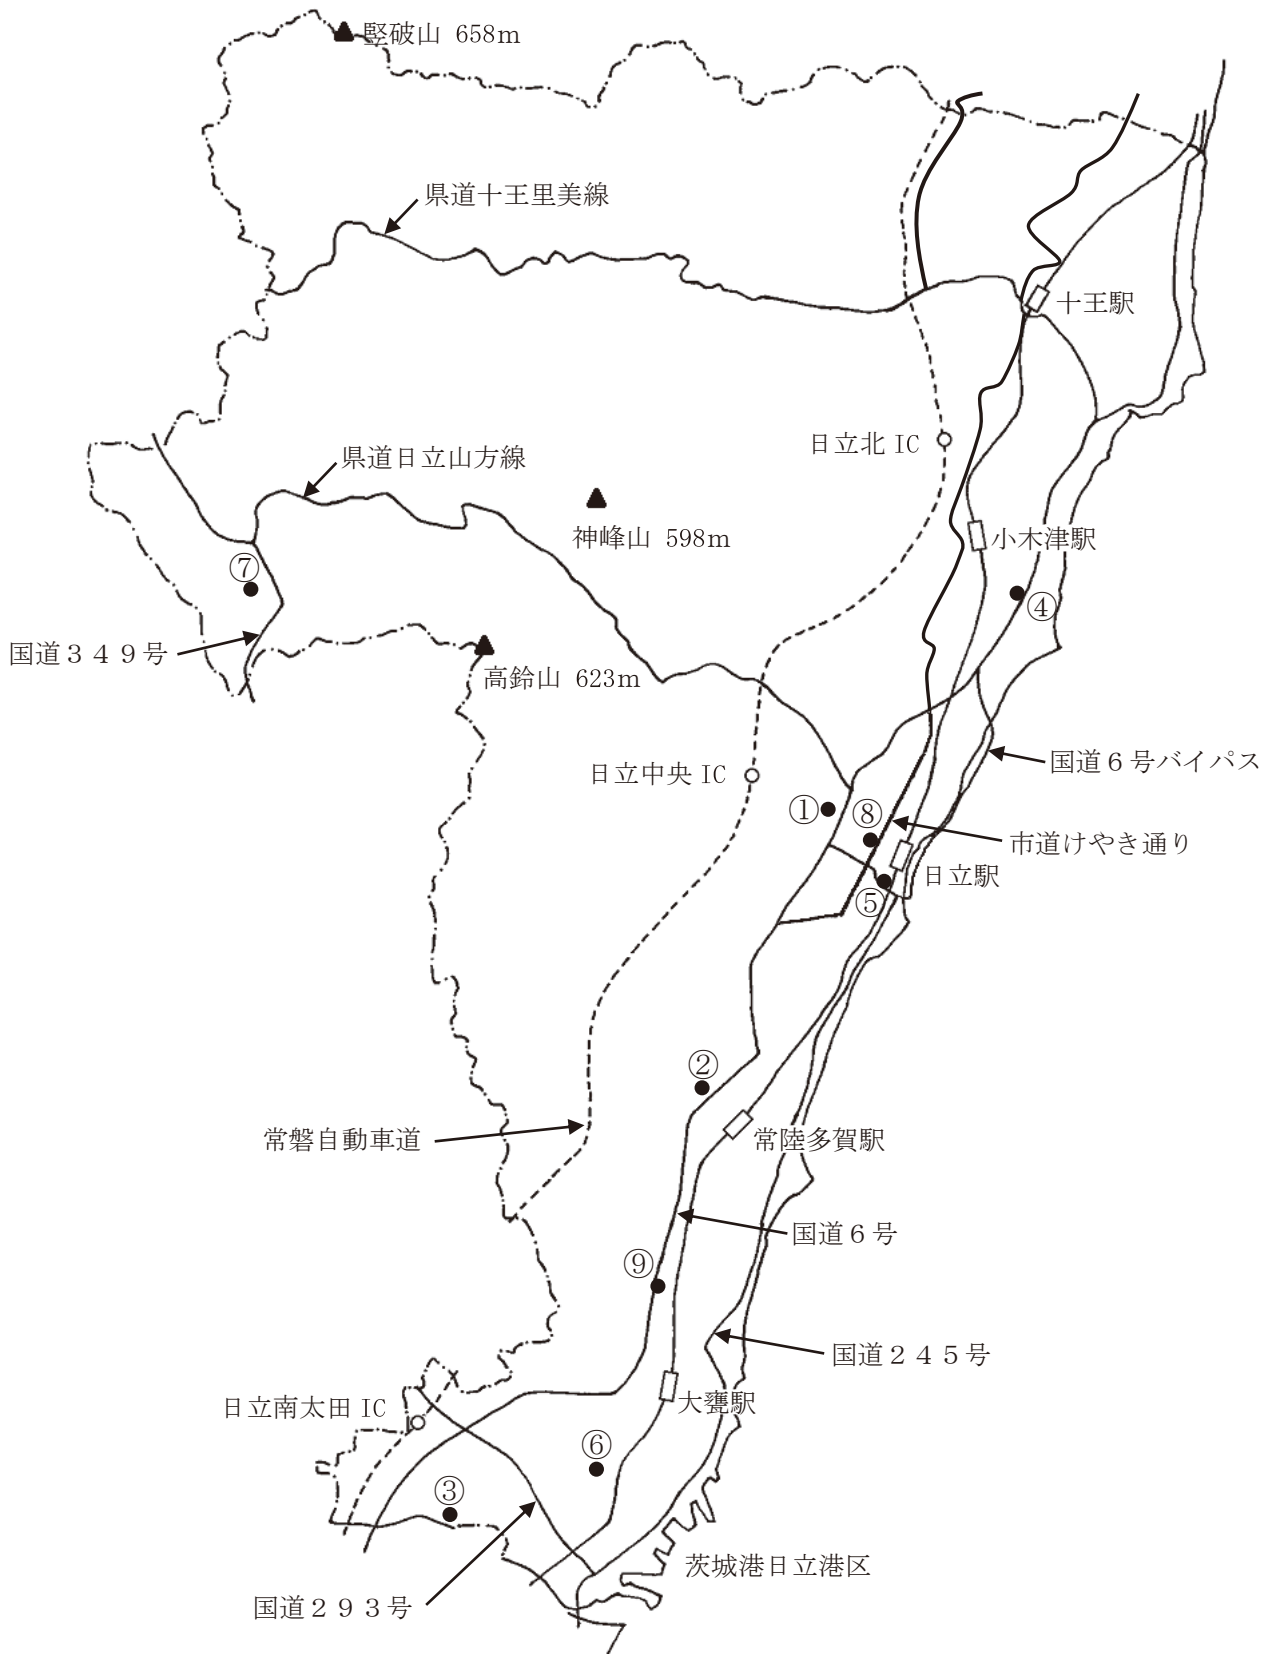 竪破山 658m
県道十王里美線
十王駅
日立北 IC
県道日立山方線
神峰山 598m
小木津駅
⑦
④
国道３４９号
高鈴山 623m
国道６号バイパス
日立中央 IC
①
⑧
市道けやき通り
日立駅
⑤
②
常磐自動車道
常陸多賀駅
国道６号
⑨
国道２４５号
日立南太田 IC
大甕駅
⑥
③
茨城港日立港区
国道２９３号